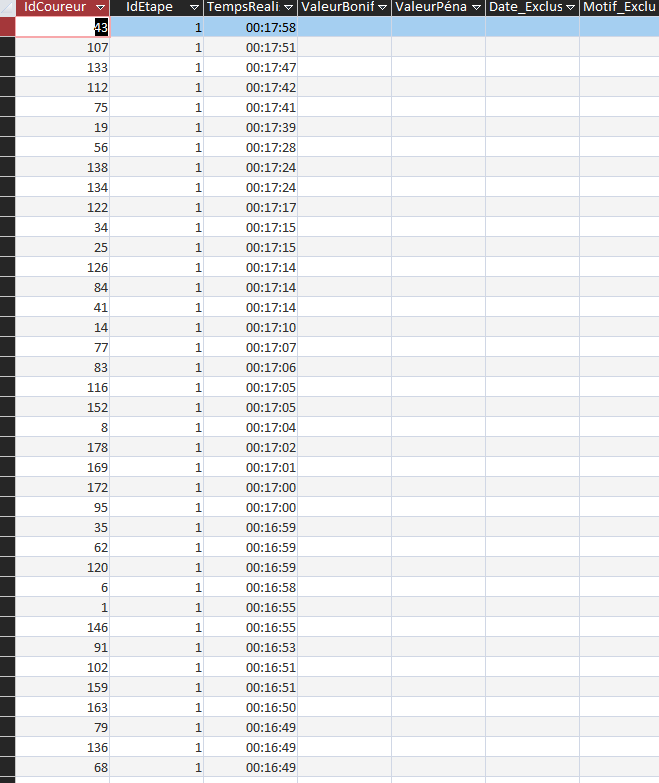 IdCoureur IdEtape TempsReali ValeurBonif ValeurPéna Date_Exclus Motif_Exclu
43 1 00:17:58
107 1 00:17:51
133 1 00:17:47
112 1 00:17:42
75 1 00:17:41
19 1 00:17:39
56 1 00:17:28
138 1 00:17:24
134 1 00:17:24
122 1 00:17:17
34 1 00:17:15
25 1 00:17:15
126 1 00:17:14
84 1 00:17:14
41 1 00:17:14
14 1 00:17:10
77 1 00:17:07
83 1 00:17:06
116 1 00:17:05
152 1 00:17:05
8 1 00:17:04
178 1 00:17:02
169 1 00:17:01
172 1 00:17:00
95 1 00:17:00
35 1 00:16:59
62 1 00:16:59
120 1 00:16:59
6 1 00:16:58
1 1 00:16:55
146 1 00:16:55
91 1 00:16:53
102 1 00:16:51
159 1 00:16:51
163 1 00:16:50
79 1 00:16:49
136 1 00:16:49
68 1 00:16:49